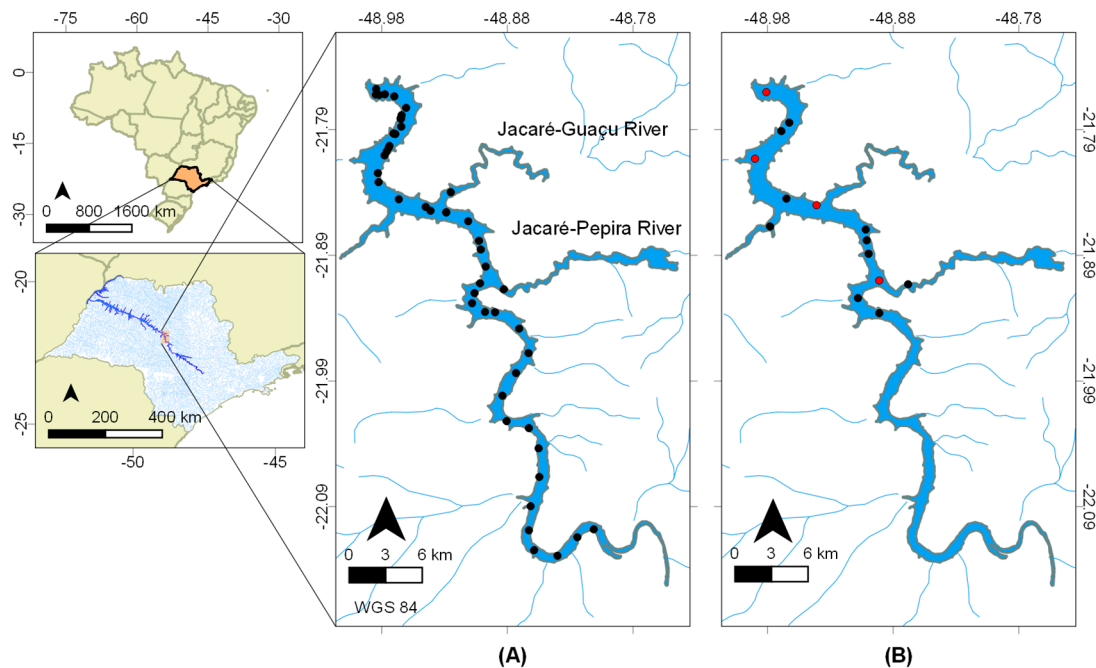 -75 -65 -55 -45 -35
0
-15
-30
0 800 1600 km
-20
-25
0 200 400 km
-50 -45
-48.98 -48.88 -48.78
-21.79
-21.89
-21.99
-22.09
Jacaré-Guaçu River
Jacaré-Pepira River
0 3 6 km
WGS 84
(A)
-48.98 -48.88 -48.78
-21.79
-21.89
-21.99
-22.09
0 3 6 km
(B)